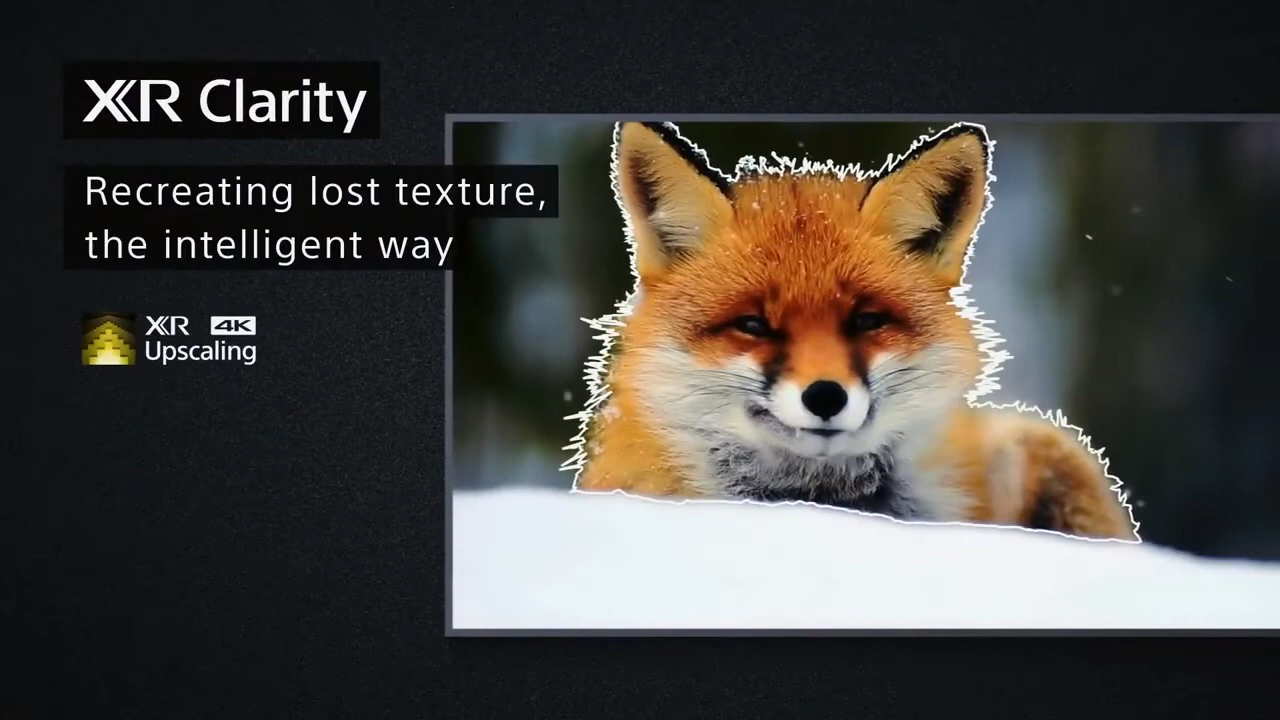 XR Clarity
Recreating lost texture,
the intelligent way
XR 4K
Upscaling